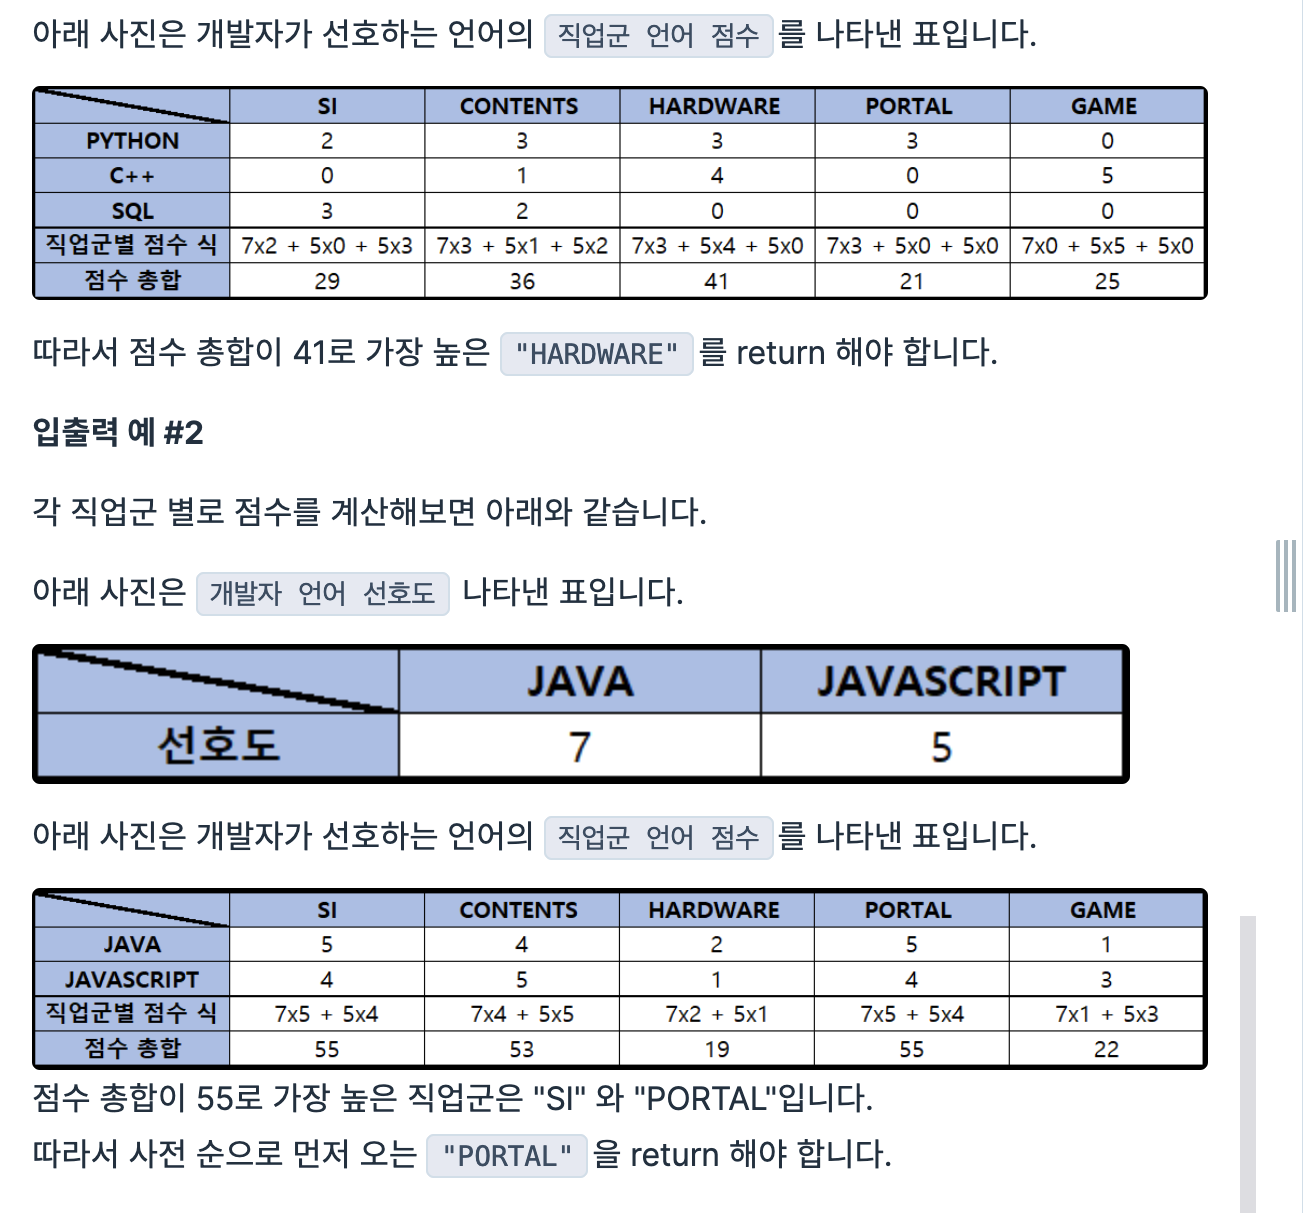 아래 사진은 개발자가 선호하는 언어의 직업군 언어 점수 를 나타낸 표입니다.
SI CONTENTS HARDWARE PORTAL GAME
PYTHON 2 3 3 3 0
C++ 0 1 4 0 5
SQL 3 2 0 0 0
직업군별 점수 식 7x2 + 5x0 + 5x3 7x3 + 5x1 + 5x2 7x3 + 5x4 + 5x0 7x3 + 5x0 + 5x0 7x0 + 5x5 + 5x0
점수 총합 29 36 41 21 25
따라서 점수 총합이 41로 가장 높은 "HARDWARE" 를 return 해야 합니다.
입출력 예 #2
각 직업군 별로 점수를 계산해보면 아래와 같습니다.
아래 사진은 개발자 언어 선호도 나타낸 표입니다.
JAVA JAVASCRIPT
선호도 7 5
아래 사진은 개발자가 선호하는 언어의 직업군 언어 점수 를 나타낸 표입니다.
SI CONTENTS HARDWARE PORTAL GAME
JAVA 5 4 2 5 1
JAVASCRIPT 4 5 1 4 3
직업군별 점수 식 7x5 + 5x4 7x4 + 5x5 7x2 + 5x1 7x5 + 5x4 7x1 + 5x3
점수 총합 55 53 19 55 22
점수 총합이 55로 가장 높은 직업군은 "SI" 와 "PORTAL"입니다.
따라서 사전 순으로 먼저 오는 "PORTAL" 을 return 해야 합니다.